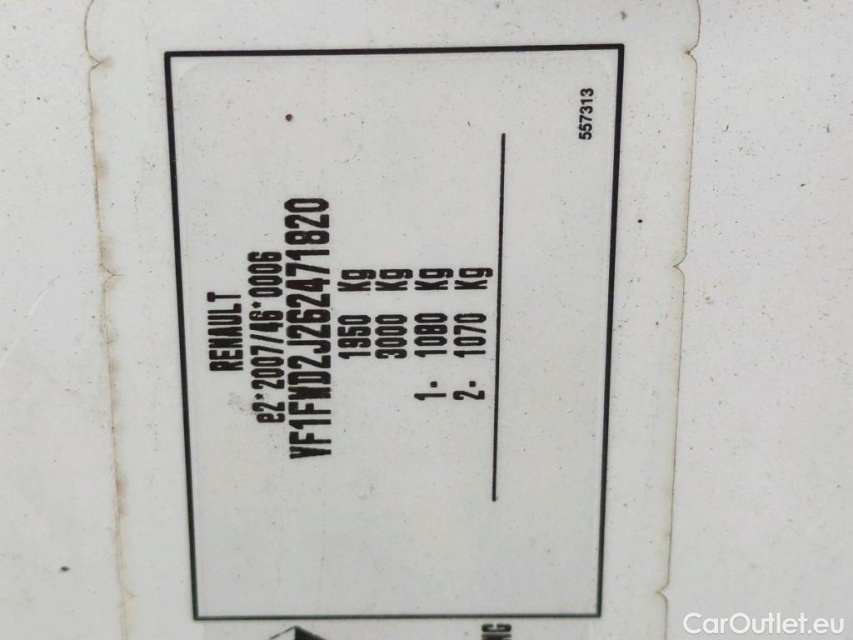 RENAULT
e2*2007/46*0006
VF1FWD2J262471820
1950 Kg
3000 Kg
1- 1080 Kg
2- 1070 Kg
557313
CarOutlet.eu